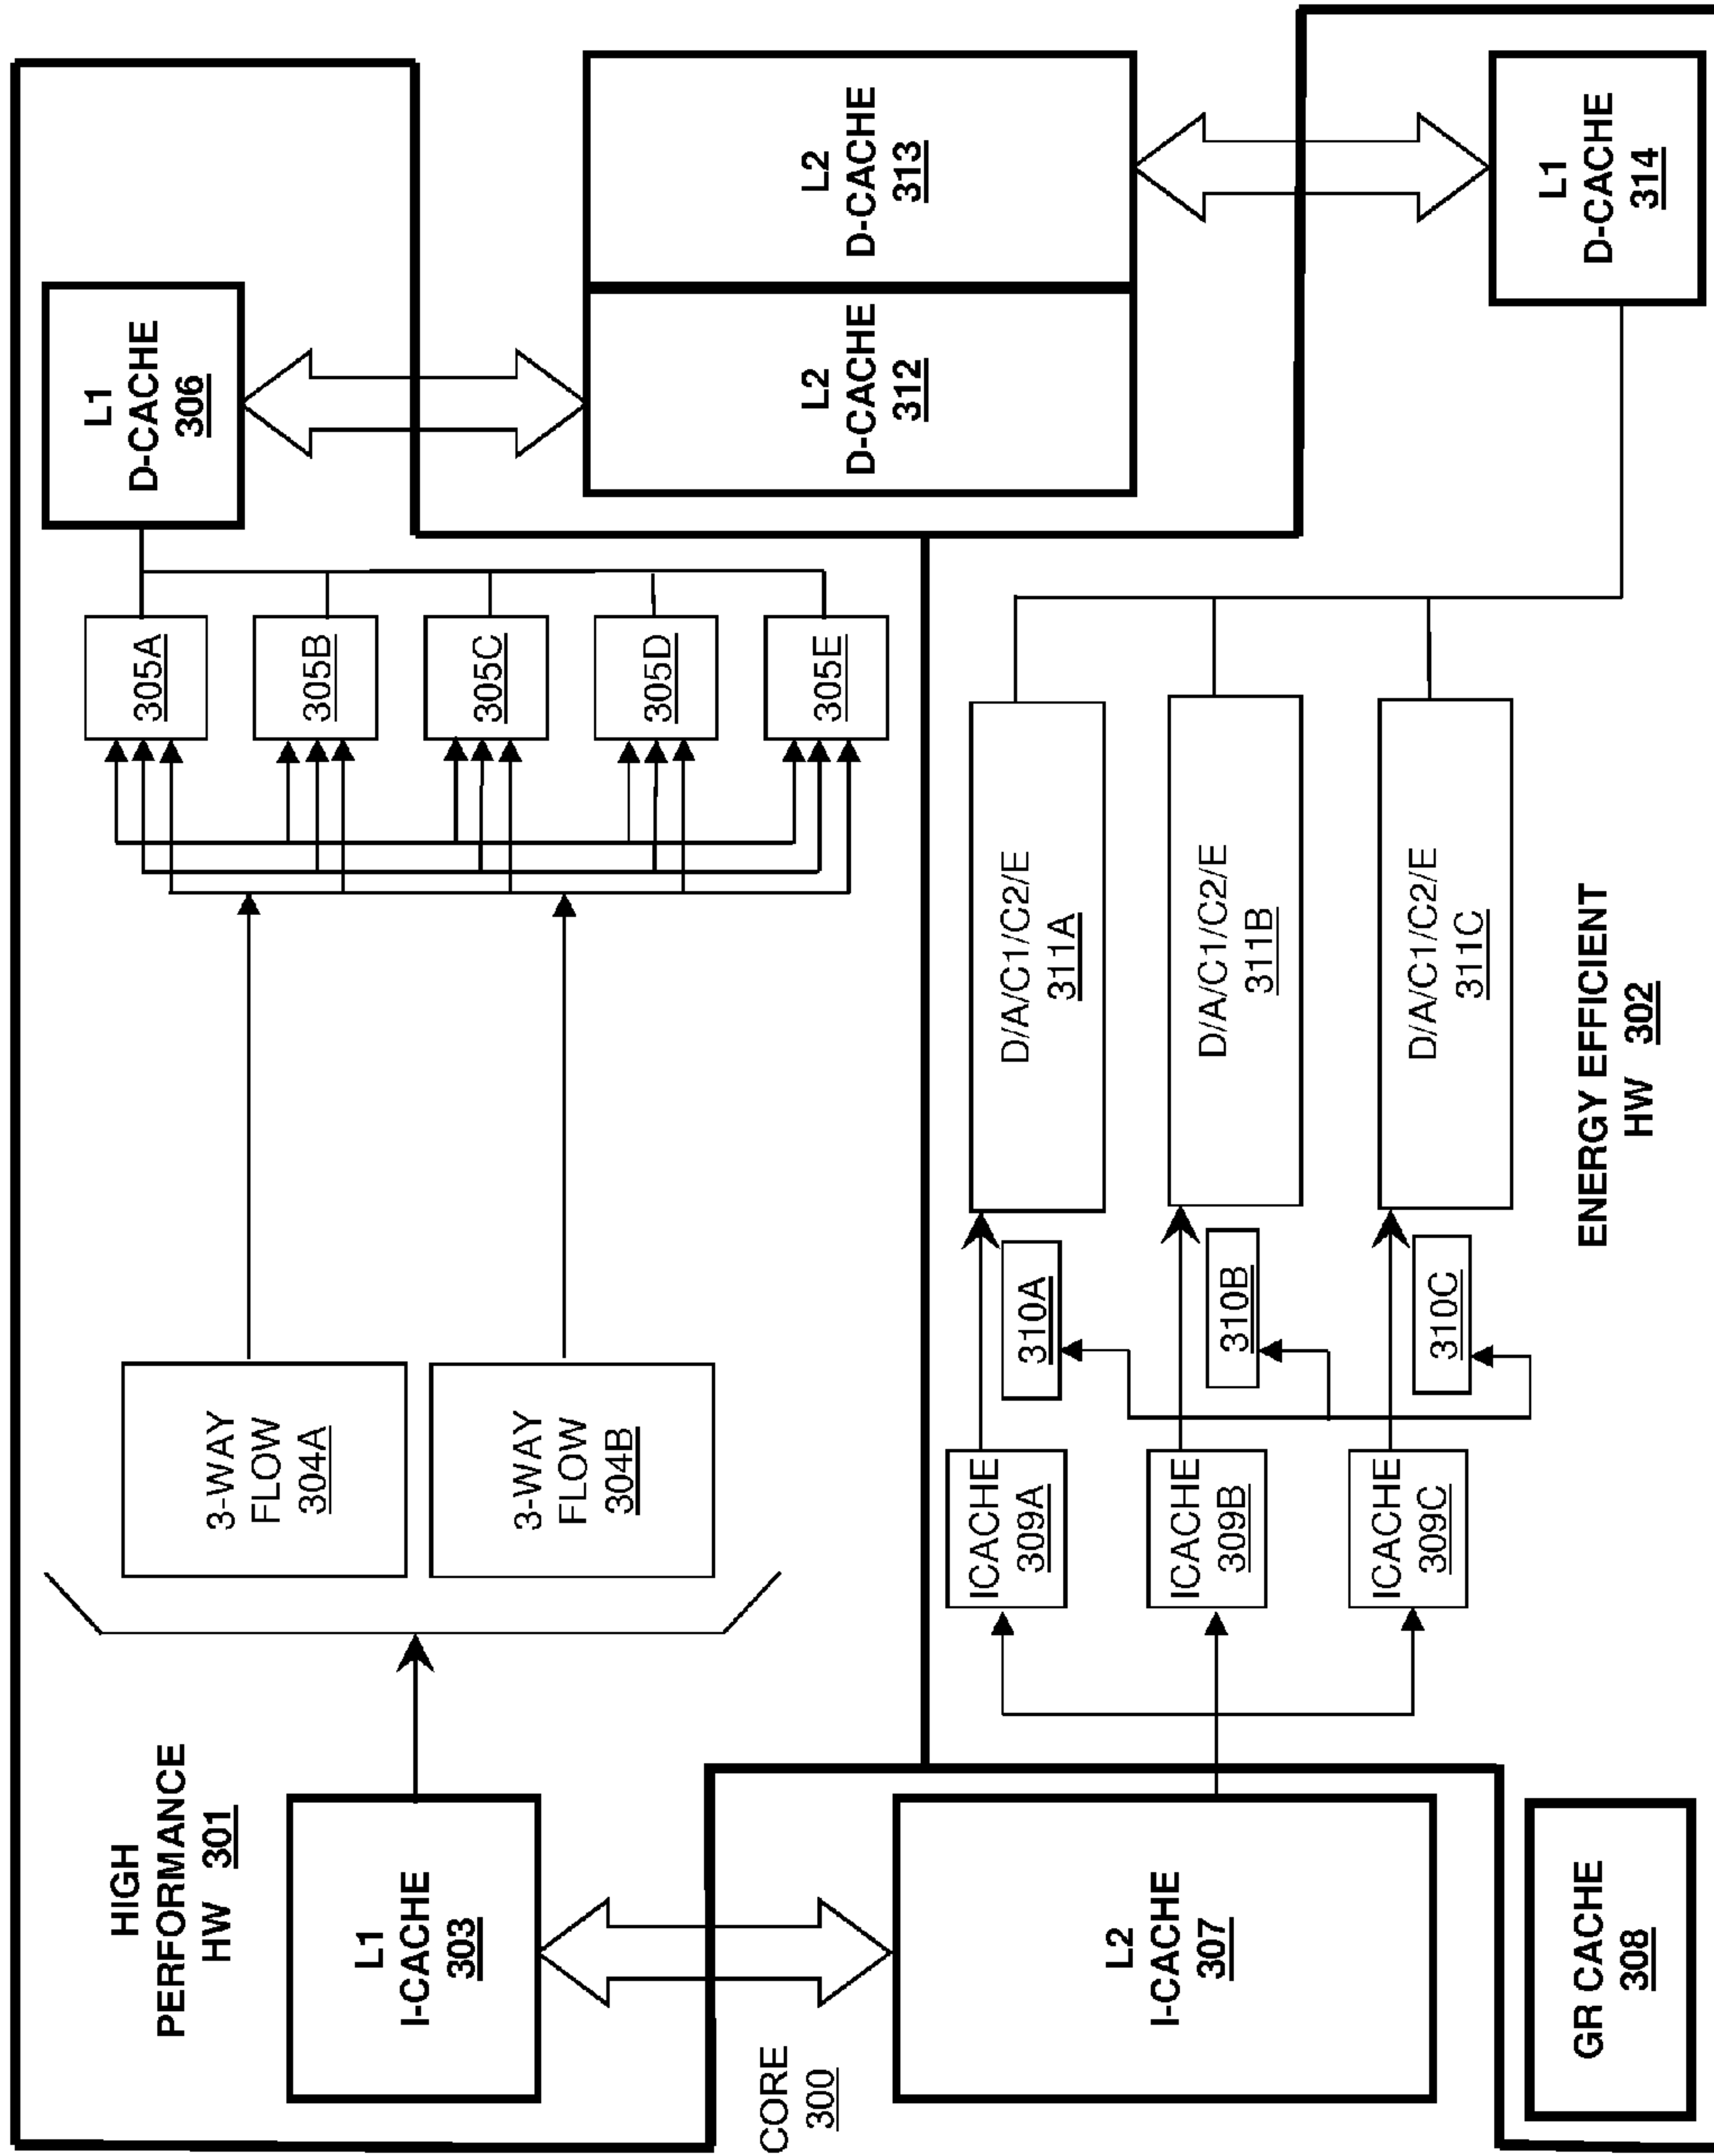 HIGH
PERFORMANCE
HW 301
L1
I-CACHE
303
3-WAY
FLOW
304A
3-WAY
FLOW
304B
305A
305B
305C
305D
305E
L1
D-CACHE
306
CORE
300
L2
I-CACHE
307
L2
D-CACHE
312
L2
D-CACHE
313
ICACHE
309A
ICACHE
309B
ICACHE
309C
310A
310B
310C
D/A/C1/C2/E
311A
D/A/C1/C2/E
311B
D/A/C1/C2/E
311C
GR CACHE
308
ENERGY EFFICIENT
HW 302
L1
D-CACHE
314